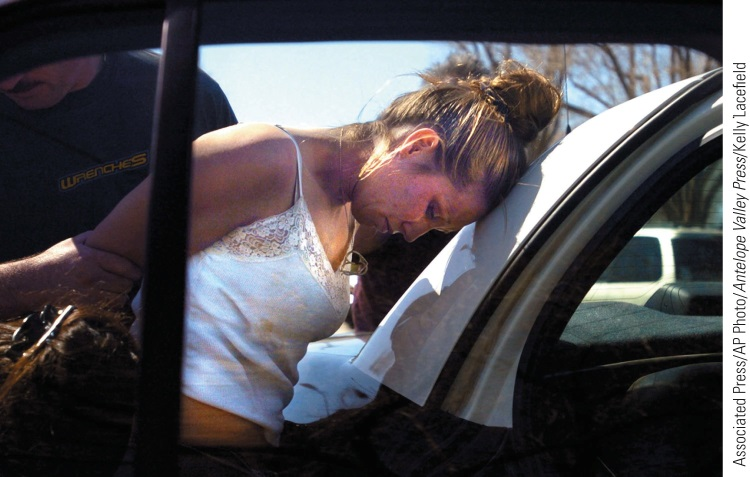 WRENCHES
Associated Press/AP Photo/Antelope Valley Press/Kelly Lacefield